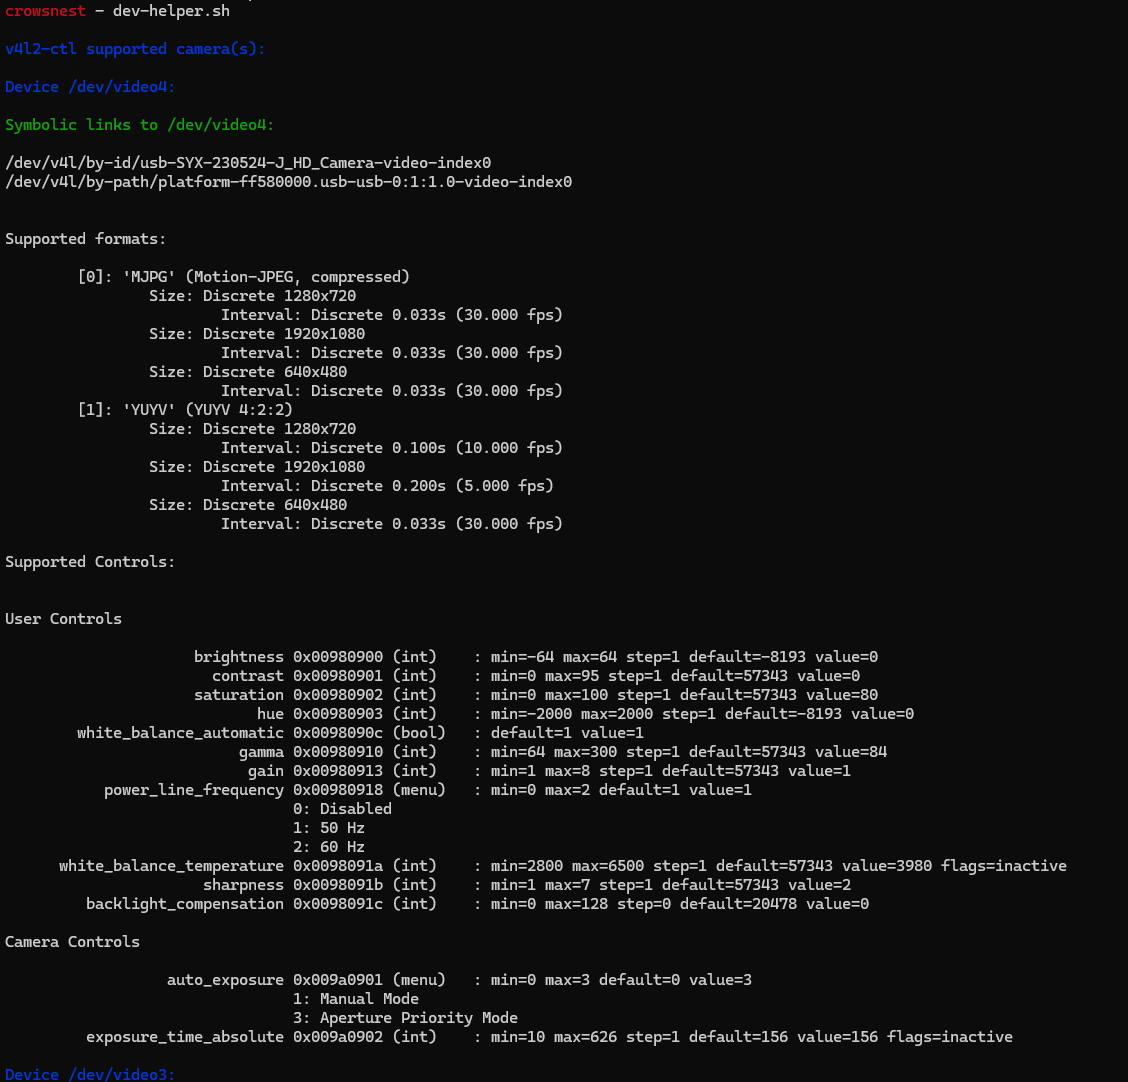 crowsnest - dev-helper.sh
v4l2-ctl supported camera(s):
Device /dev/video4:
Symbolic links to /dev/video4:
/dev/v4l/by-id/usb-SYX-230524-J_HD_Camera-video-index0
/dev/v4l/by-path/platform-ff580000.usb-usb-0:1:1.0-video-index0
Supported formats:
[0]: 'MJPG' (Motion-JPEG, compressed)
Size: Discrete 1280x720
Interval: Discrete 0.033s (30.000 fps)
Size: Discrete 1920x1080
Interval: Discrete 0.033s (30.000 fps)
Size: Discrete 640x480
Interval: Discrete 0.033s (30.000 fps)
[1]: 'YUYV' (YUYV 4:2:2)
Size: Discrete 1280x720
Interval: Discrete 0.100s (10.000 fps)
Size: Discrete 1920x1080
Interval: Discrete 0.200s (5.000 fps)
Size: Discrete 640x480
Interval: Discrete 0.033s (30.000 fps)
Supported Controls:
User Controls
brightness 0x00980900 (int) : min=-64 max=64 step=1 default=-8193 value=0
contrast 0x00980901 (int) : min=0 max=95 step=1 default=57343 value=0
saturation 0x00980902 (int) : min=0 max=100 step=1 default=57343 value=80
hue 0x00980903 (int) : min=-2000 max=2000 step=1 default=-8193 value=0
white_balance_automatic 0x0098090c (bool) : default=1 value=1
gamma 0x00980910 (int) : min=64 max=300 step=1 default=57343 value=84
gain 0x00980913 (int) : min=1 max=8 step=1 default=57343 value=1
power_line_frequency 0x00980918 (menu) : min=0 max=2 default=1 value=1
0: Disabled
1: 50 Hz
2: 60 Hz
white_balance_temperature 0x0098091a (int) : min=2800 max=6500 step=1 default=57343 value=3980 flags=inactive
sharpness 0x0098091b (int) : min=1 max=7 step=1 default=57343 value=2
backlight_compensation 0x0098091c (int) : min=0 max=128 step=0 default=20478 value=0
Camera Controls
auto_exposure 0x009a0901 (menu) : min=0 max=3 default=0 value=3
1: Manual Mode
3: Aperture Priority Mode
exposure_time_absolute 0x009a0902 (int) : min=10 max=626 step=1 default=156 value=156 flags=inactive
Device /dev/video3: